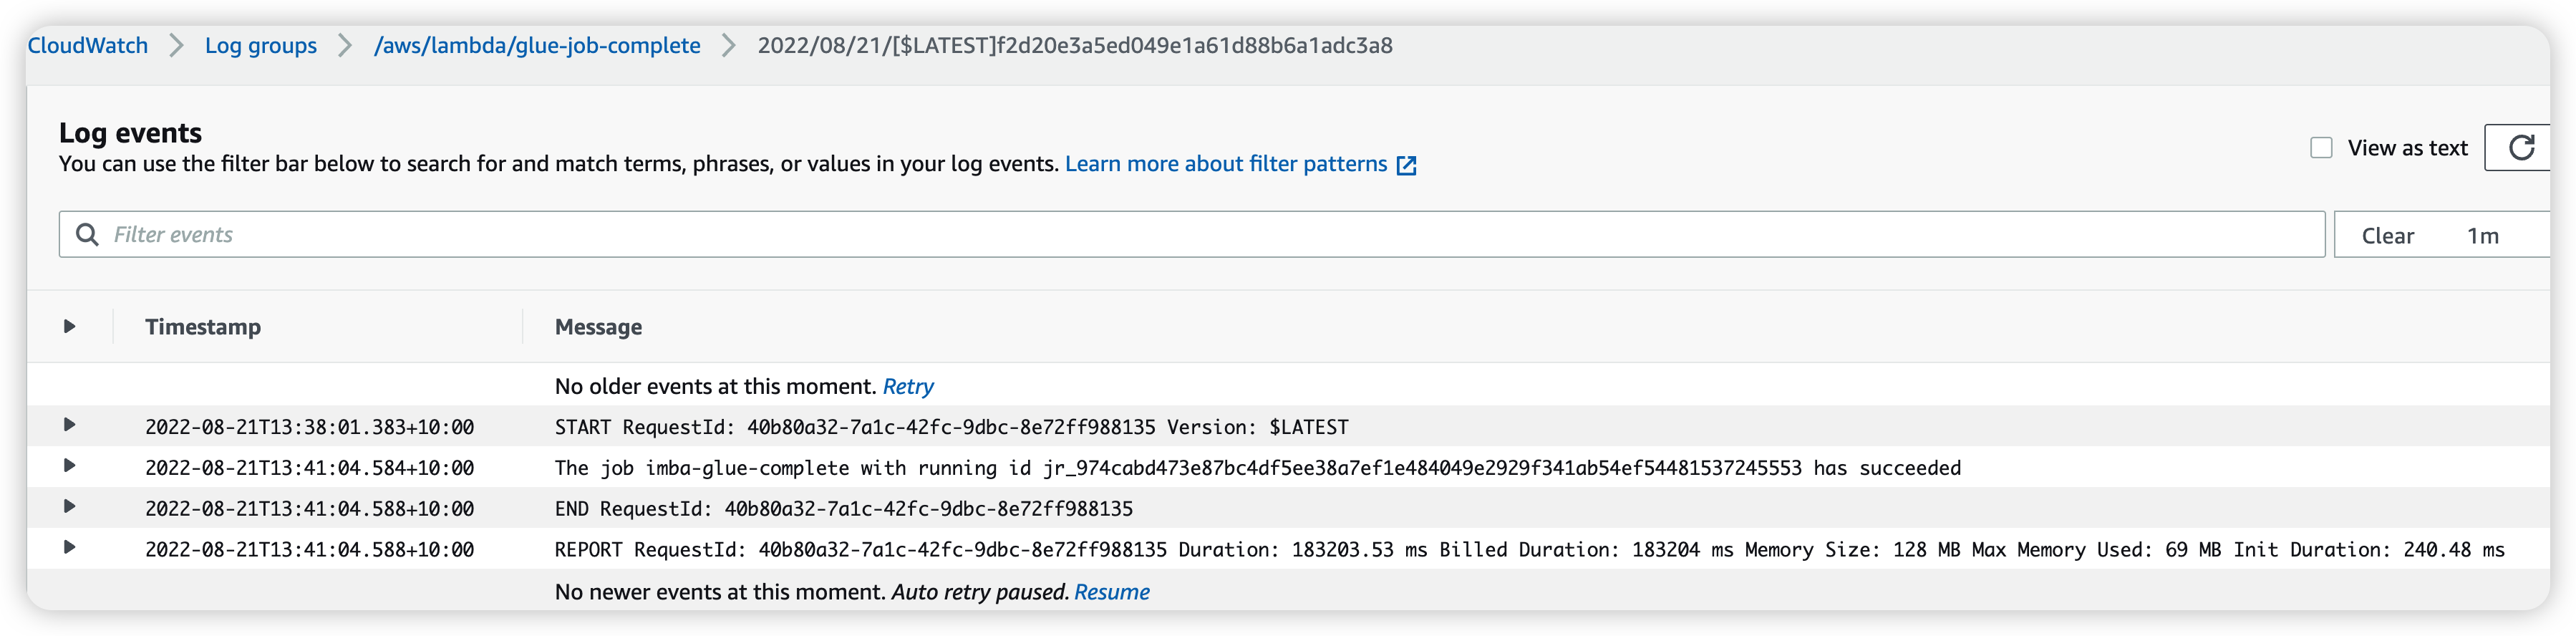 CloudWatch > Log groups > /aws/lambda/glue-job-complete > 2022/08/21/[$LATEST]f2d20e3a5ed049e1a61d88b6a1adc3a8
Log events
You can use the filter bar below to search for and match terms, phrases, or values in your log events. Learn more about filter patterns
View as text
Filter events
Clear 1m
Timestamp Message
No older events at this moment. Retry
2022-08-21T13:38:01.383+10:00 START RequestId: 40b80a32-7a1c-42fc-9dbc-8e72ff988135 Version: $LATEST
2022-08-21T13:41:04.584+10:00 The job imba-glue-complete with running id jr_974cabd473e87bc4df5ee38a7ef1e484049e2929f341ab54ef54481537245553 has succeeded
2022-08-21T13:41:04.588+10:00 END RequestId: 40b80a32-7a1c-42fc-9dbc-8e72ff988135
2022-08-21T13:41:04.588+10:00 REPORT RequestId: 40b80a32-7a1c-42fc-9dbc-8e72ff988135 Duration: 183203.53 ms Billed Duration: 183204 ms Memory Size: 128 MB Max Memory Used: 69 MB Init Duration: 240.48 ms
No newer events at this moment. Auto retry paused. Resume